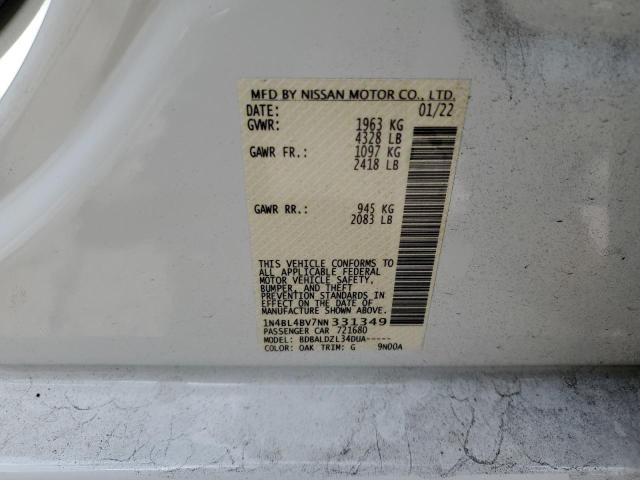 MFD BY NISSAN MOTOR CO., LTD.
DATE: 01/22
GVWR: 1963 KG
4328 LB
GAWR FR.: 1097 KG
2418 LB
GAWR RR.: 945 KG
2083 LB
THIS VEHICLE CONFORMS TO
ALL APPLICABLE FEDERAL
MOTOR VEHICLE SAFETY,
BUMPER, AND THEFT
PREVENTION STANDARDS IN
EFFECT ON THE DATE OF
MANUFACTURE SHOWN ABOVE.
1N4BL4BV7NN331349
PASSENGER CAR 721680
MODEL: BDBALDZL34DUA-----
COLOR: OAK TRIM: G 9N00A